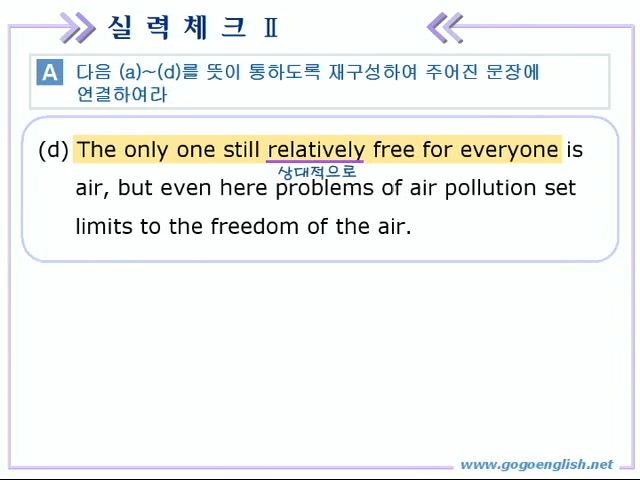 실 력 체 크 Ⅱ
A 다음 (a)~(d)를 뜻이 통하도록 재구성하여 주어진 문장에
연결하여라
(d) The only one still relatively free for everyone is
상대적으로
air, but even here problems of air pollution set
limits to the freedom of the air.
www.gogoenglish.net